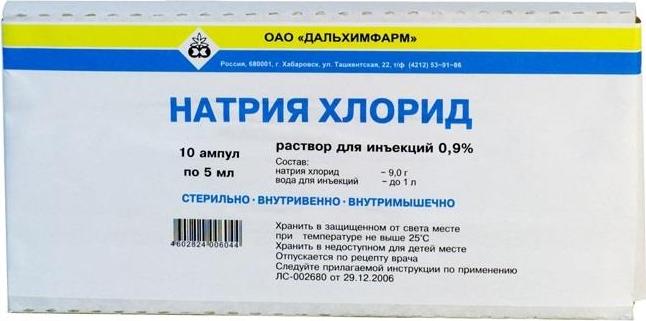 ОАО «ДАЛЬХИМФАРМ»
Россия, 680001, г. Хабаровск, ул. Ташкентская, 22, т/ф (4212) 53-91-86
НАТРИЯ ХЛОРИД
10 ампул
по 5 мл
раствор для инъекций 0,9%
Состав:
натрия хлорид - 9,0 г
вода для инъекций - до 1 л
СТЕРИЛЬНО · ВНУТРИВЕННО · ВНУТРИМЫШЕЧНО
4602824006044
Хранить в защищенном от света месте
при температуре не выше 25°С
Хранить в недоступном для детей месте
Отпускается по рецепту врача
Следуйте прилагаемой инструкции по применению
ЛС-002680 от 29.12.2006